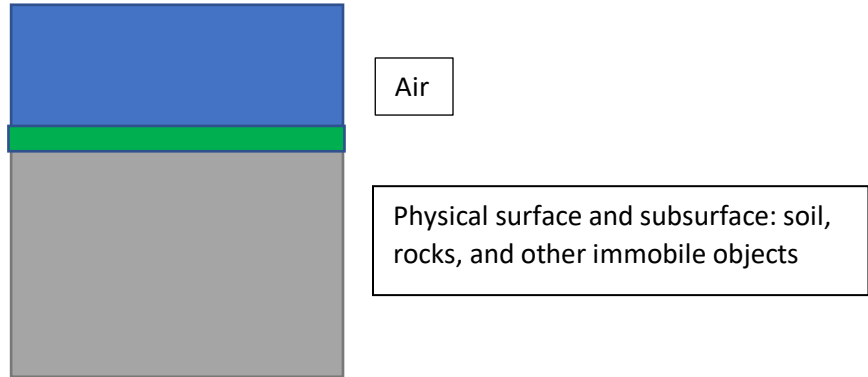 Air
Physical surface and subsurface: soil,
rocks, and other immobile objects